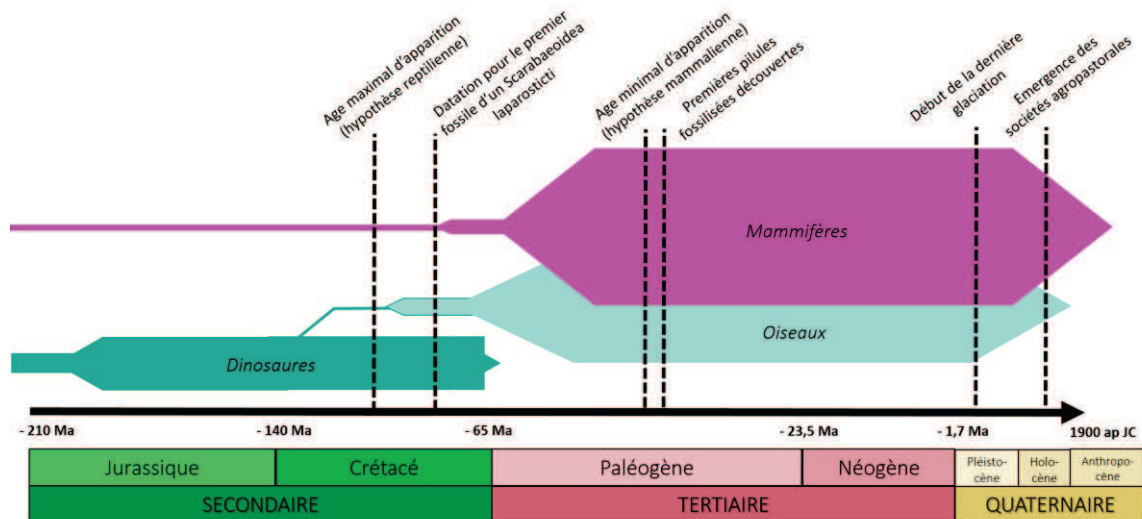 Age maximal d'apparition
(hypothèse reptilienne)
Datation pour le premier
fossile d'un Scarabaeoidea
laparosticti
Age minimal d'apparition
(hypothèse mammalienne)
Premières pilules
fossilisées découvertes
Début de la dernière
glaciation
Emergence des
sociétés agropastorales
Mammifères
Oiseaux
Dinosaures
- 210 Ma
- 140 Ma
- 65 Ma
- 23,5 Ma
- 1,7 Ma
1900 ap JC
Jurassique
Crétacé
Paléogène
Néogène
Pléisto-
cène
Holo-
cène
Anthropo-
cène
SECONDAIRE
TERTIAIRE
QUATERNAIRE